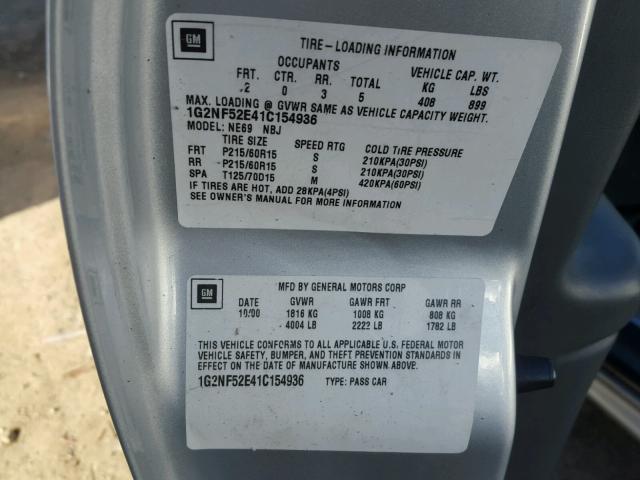 GM
TIRE-LOADING INFORMATION
OCCUPANTS VEHICLE CAP. WT.
FRT. CTR. RR. TOTAL KG LBS
2 0 3 5 408 899
MAX. LOADING @ GVWR SAME AS VEHICLE CAPACITY WEIGHT.
1G2NF52E41C154936
MODEL: NE69 NBJ
TIRE SIZE SPEED RTG COLD TIRE PRESSURE
FRT P215/60R15 S 210KPA(30PSI)
RR P215/60R15 S 210KPA(30PSI)
SPA T125/70D15 M 420KPA(60PSI)
IF TIRES ARE HOT, ADD 28KPA(4PSI)
SEE OWNER'S MANUAL FOR MORE INFORMATION
GM
MFD BY GENERAL MOTORS CORP
DATE GVWR GAWR FRT GAWR RR
10/00 1816 KG 1008 KG 808 KG
4004 LB 2222 LB 1782 LB
THIS VEHICLE CONFORMS TO ALL APPLICABLE U.S. FEDERAL MOTOR
VEHICLE SAFETY, BUMPER, AND THEFT PREVENTION STANDARDS IN
EFFECT ON THE DATE OF MANUFACTURE SHOWN ABOVE.
1G2NF52E41C154936 TYPE: PASS CAR